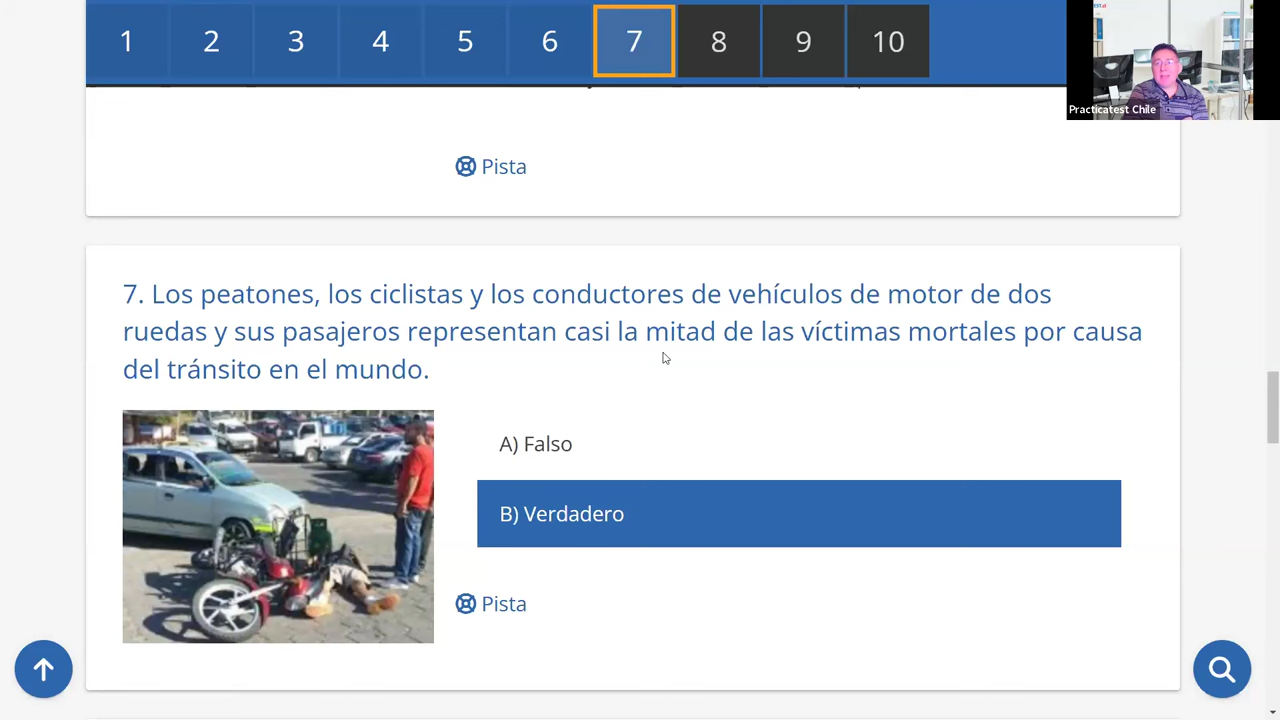 1 2 3 4 5 6 7 8 9 10
Practicatest Chile
Pista
7. Los peatones, los ciclistas y los conductores de vehículos de motor de dos
ruedas y sus pasajeros representan casi la mitad de las víctimas mortales por causa
del tránsito en el mundo.
A) Falso
B) Verdadero
Pista